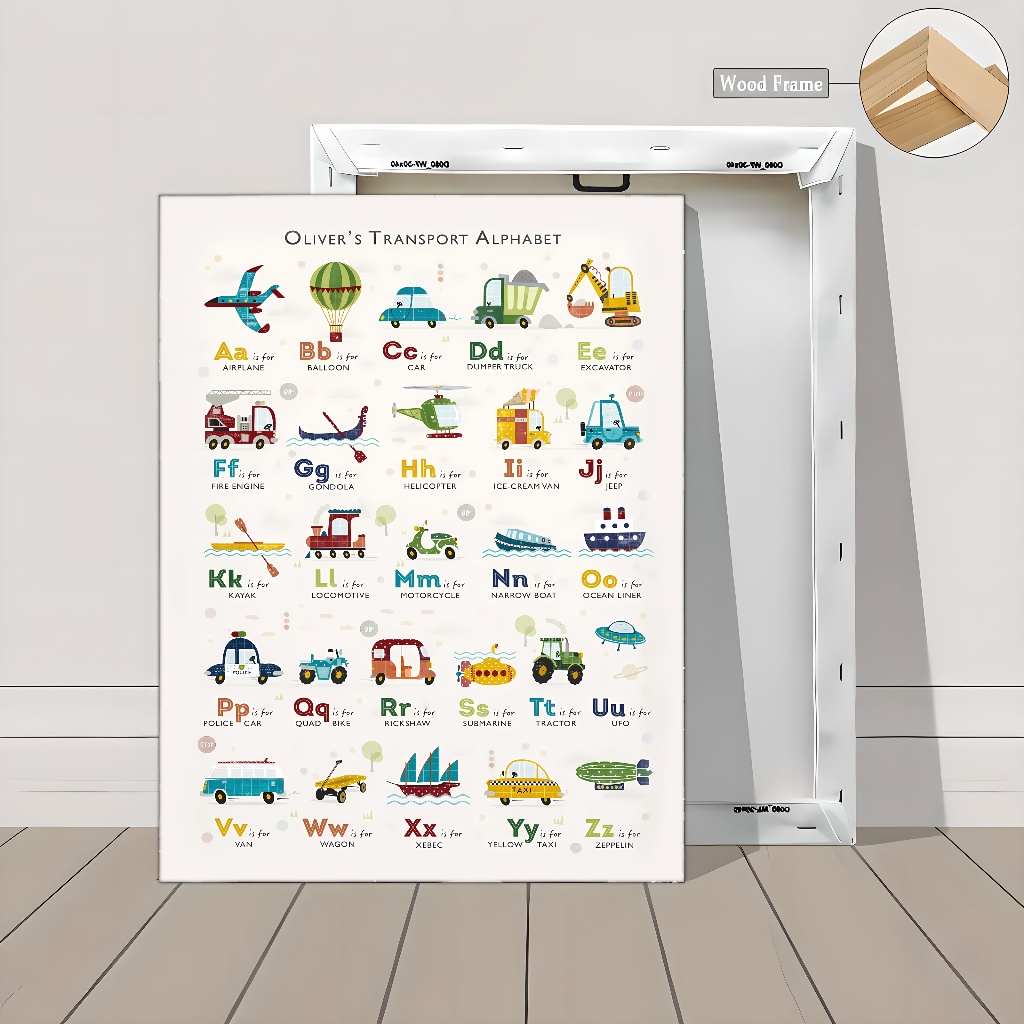 Wood Frame
OLIVER'S TRANSPORT ALPHABET
Aa is for
AIRPLANE
Bb is for
BALLOON
Cc is for
CAR
Dd is for
DUMPER TRUCK
Ee is for
EXCAVATOR
Ff is for
FIRE ENGINE
Gg is for
GONDOLA
Hh is for
HELICOPTER
Ii is for
ICE-CREAM VAN
Jj is for
JEEP
Kk is for
KAYAK
Ll is for
LOCOMOTIVE
Mm is for
MOTORCYCLE
Nn is for
NARROW BOAT
Oo is for
OCEAN LINER
POLICE
Pp is for
POLICE CAR
Qq is for
QUAD BIKE
Rr is for
RICKSHAW
Ss is for
SUBMARINE
Tt is for
TRACTOR
Uu is for
UFO
STOP
Vv is for
VAN
Ww is for
WAGON
Xx is for
XEBEC
TAXI
Yy is for
YELLOW TAXI
Zz is for
ZEPPELIN